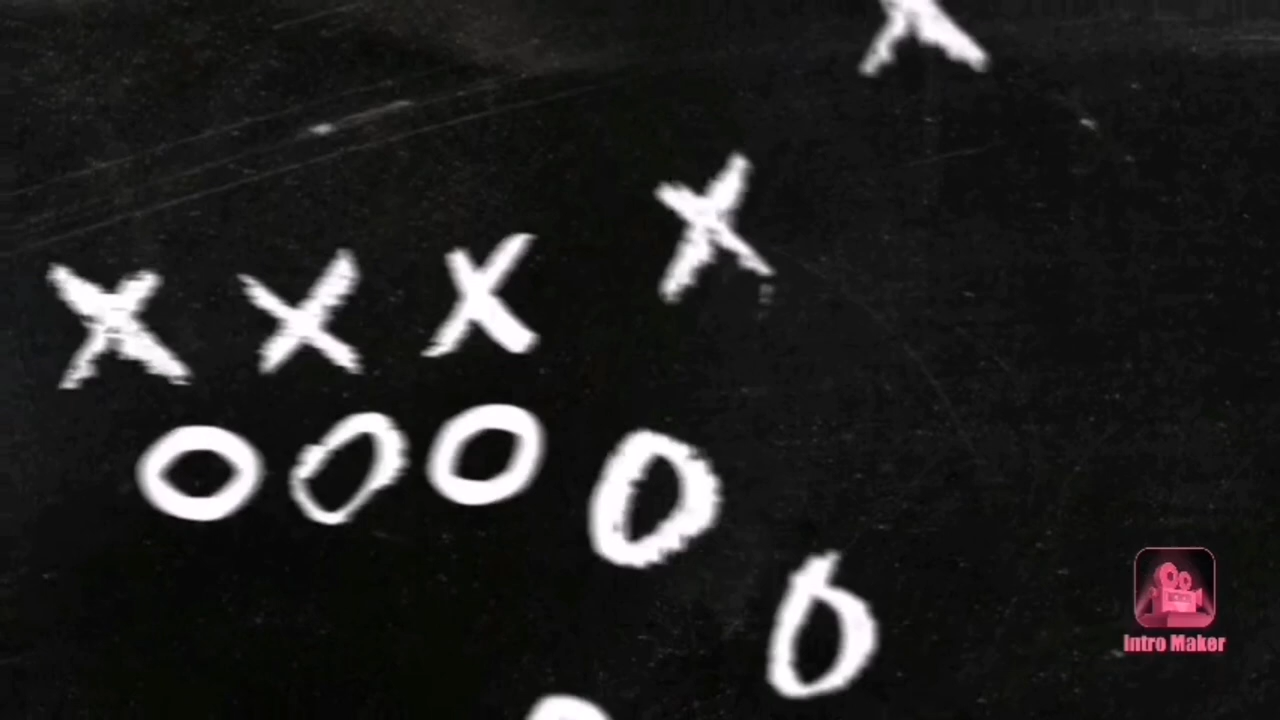 X
X X X X
O O O O
O
Intro Maker